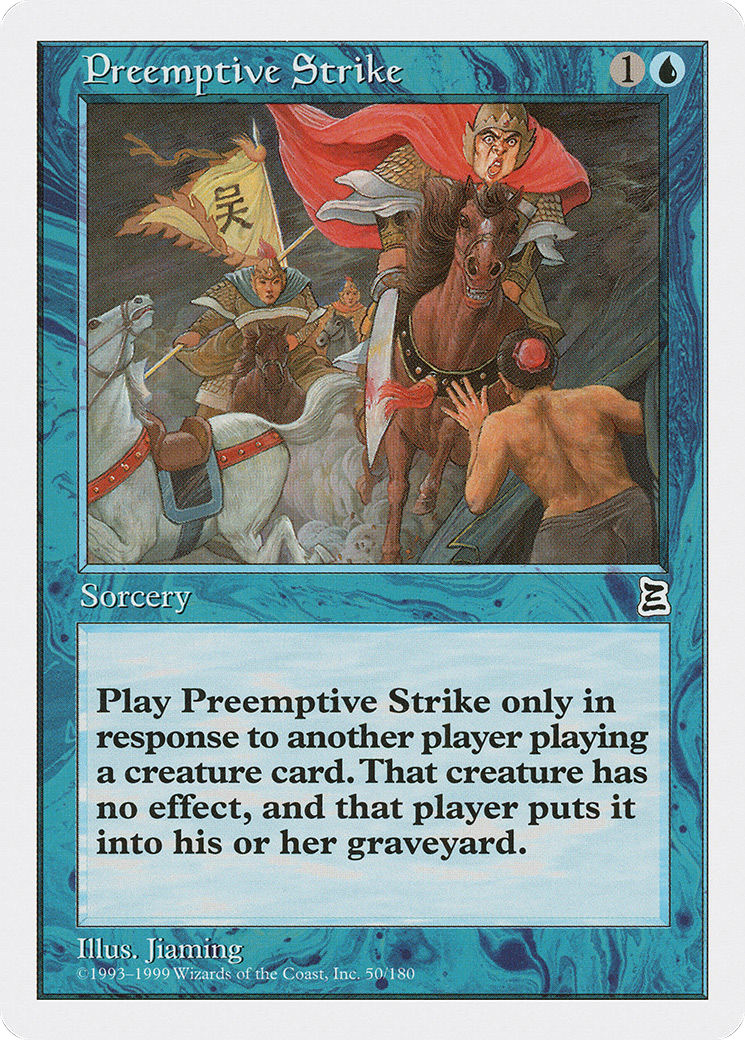 Preemptive Strike 1
吴
Sorcery
Play Preemptive Strike only in
response to another player playing
a creature card. That creature has
no effect, and that player puts it
into his or her graveyard.
Illus. Jiaming
©1993–1999 Wizards of the Coast, Inc. 50/180